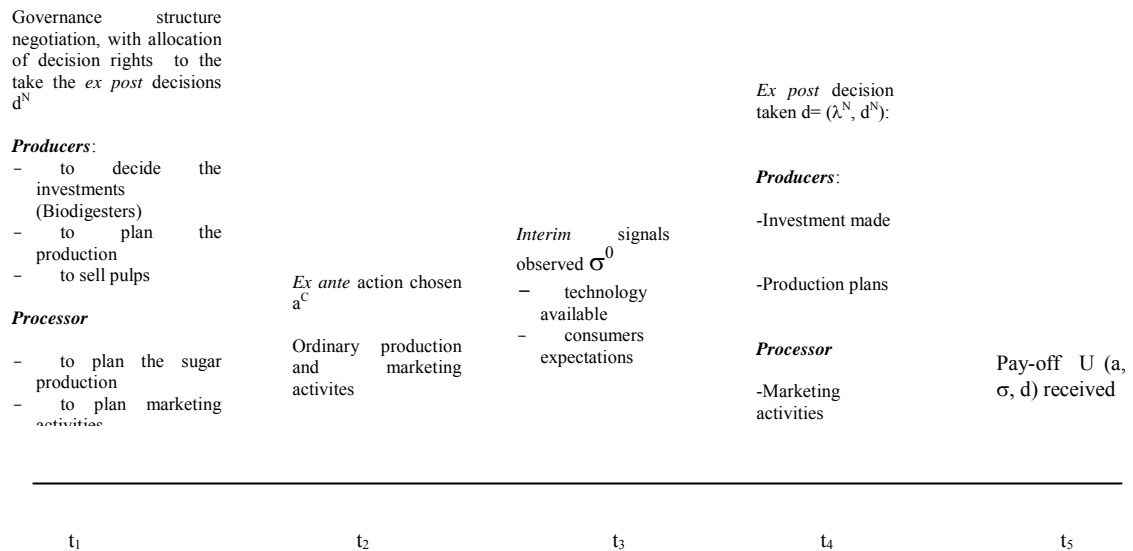 Governance structure
negotiation, with allocation
of decision rights to the
take the ex post decisions
d^N
Producers:
– to decide the
investments
(Biodigesters)
– to plan the
production
– to sell pulps
Processor
– to plan the sugar
production
– to plan marketing
activities
Ex ante action chosen
a^C
Ordinary production
and marketing
activites
Interim signals
observed σ^0
– technology
available
– consumers
expectations
Ex post decision
taken d= (λ^N, d^N):
Producers:
-Investment made
-Production plans
Processor
-Marketing
activities
Pay-off U (a,
σ, d) received
t₁ t₂ t₃ t₄ t₅